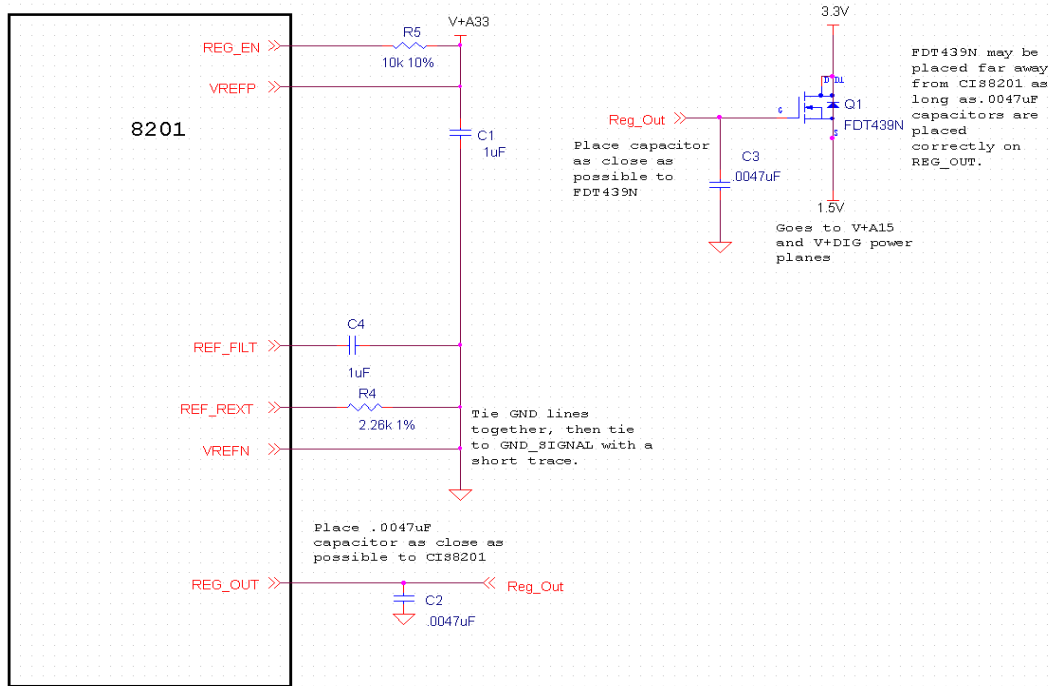 8201
REG_EN
R5
10k 10%
V+A33
VREFP
C1
1uF
REF_FILT
C4
1uF
REF_REXT
R4
2.26k 1%
VREFN
Tie GND lines
together, then tie
to GND_SIGNAL with a
short trace.
Place .0047uF
capacitor as close as
possible to CIS8201
REG_OUT
Reg_Out
C2
.0047uF
3.3V
D
D1
G
S
Q1
FDT439N
Reg_Out
Place capacitor
as close as
possible to
FDT439N
C3
.0047uF
1.5V
Goes to V+A15
and V+DIG power
planes
FDT439N may be
placed far away
from CIS8201 as
long as.0047uF
capacitors are
placed
correctly on
REG_OUT.